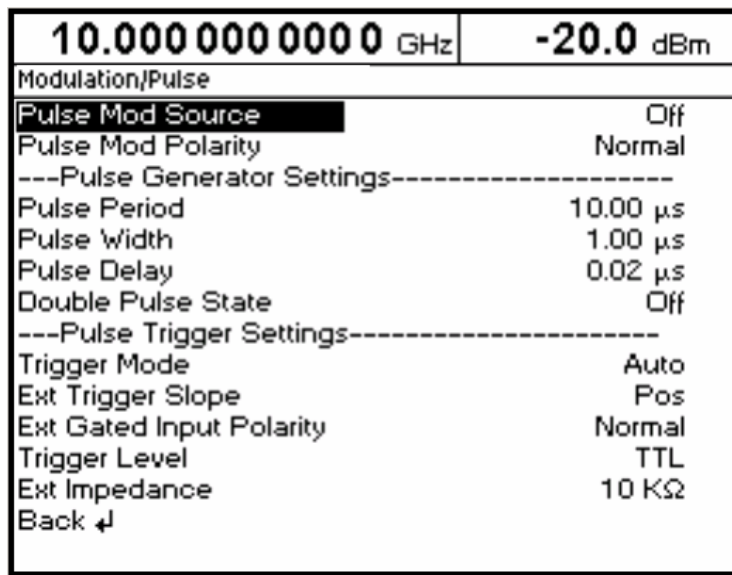 10.000 000 000 0 GHz -20.0 dBm
Modulation/Pulse
Pulse Mod Source Off
Pulse Mod Polarity Normal
---Pulse Generator Settings----------------------
Pulse Period 10.00 µs
Pulse Width 1.00 µs
Pulse Delay 0.02 µs
Double Pulse State Off
---Pulse Trigger Settings------------------------
Trigger Mode Auto
Ext Trigger Slope Pos
Ext Gated Input Polarity Normal
Trigger Level TTL
Ext Impedance 10 KΩ
Back ↲